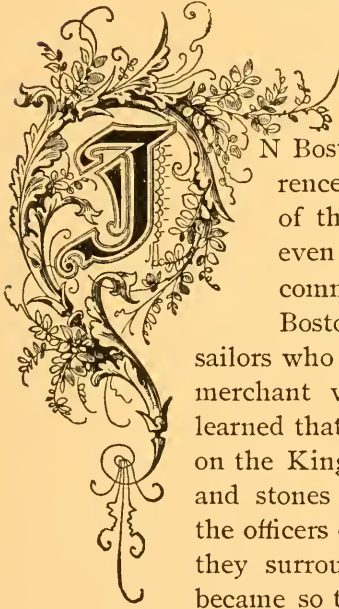 IN Bost
rence
of th
even
comm
Bosto
sailors who
merchant v
learned that
on the King
and stones
the officers
they surrou
became so t